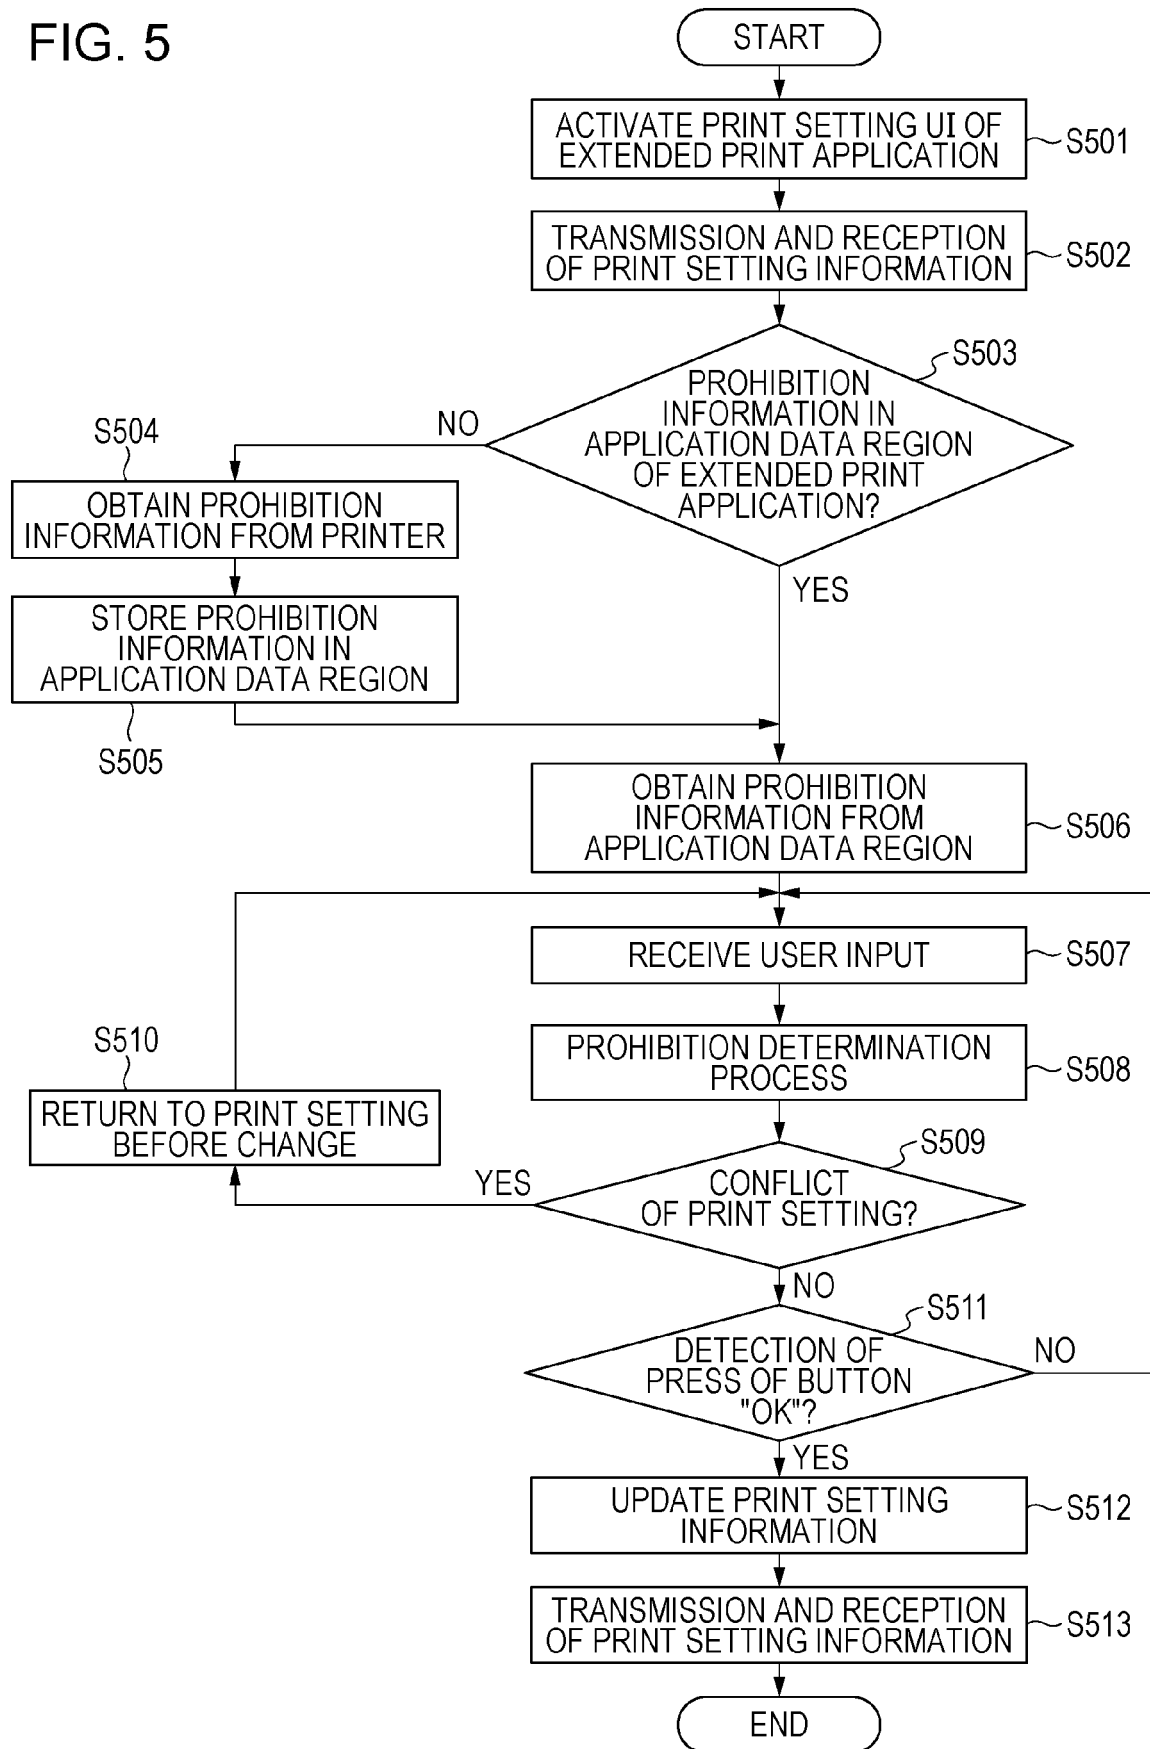 FIG. 5
START
ACTIVATE PRINT SETTING UI OF
EXTENDED PRINT APPLICATION
S501
TRANSMISSION AND RECEPTION
OF PRINT SETTING INFORMATION
S502
S503
PROHIBITION
INFORMATION IN
APPLICATION DATA REGION
OF EXTENDED PRINT
APPLICATION?
NO
YES
S504
OBTAIN PROHIBITION
INFORMATION FROM PRINTER
STORE PROHIBITION
INFORMATION IN
APPLICATION DATA REGION
S505
OBTAIN PROHIBITION
INFORMATION FROM
APPLICATION DATA REGION
S506
RECEIVE USER INPUT
S507
PROHIBITION DETERMINATION
PROCESS
S508
S510
RETURN TO PRINT SETTING
BEFORE CHANGE
S509
CONFLICT
OF PRINT SETTING?
YES
NO
S511
DETECTION OF
PRESS OF BUTTON
"OK"?
NO
YES
UPDATE PRINT SETTING
INFORMATION
S512
TRANSMISSION AND RECEPTION
OF PRINT SETTING INFORMATION
S513
END